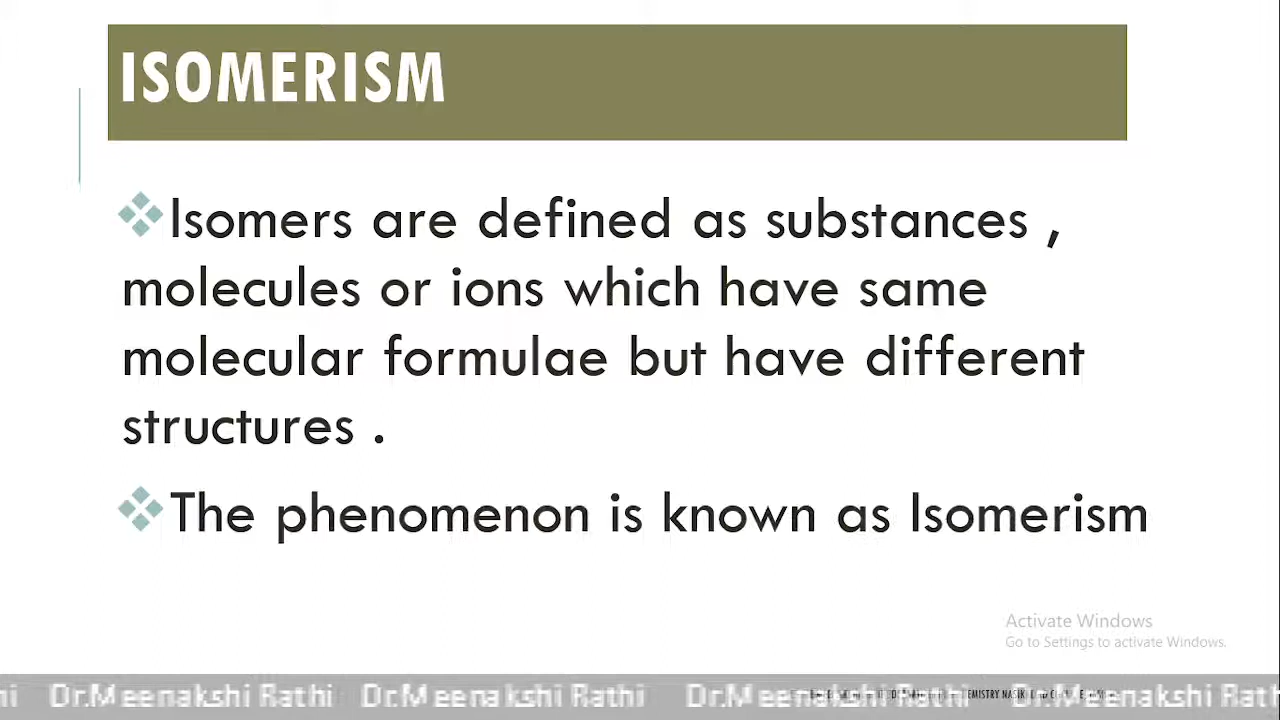 ISOMERISM
Isomers are defined as substances ,
molecules or ions which have same
molecular formulae but have different
structures .
The phenomenon is known as Isomerism
Activate Windows
Go to Settings to activate Windows.
hi Dr.Meenakshi Rathi Dr.Meenakshi Rathi Dr.Meenakshi Rathi Dr.Meenakshi Rat